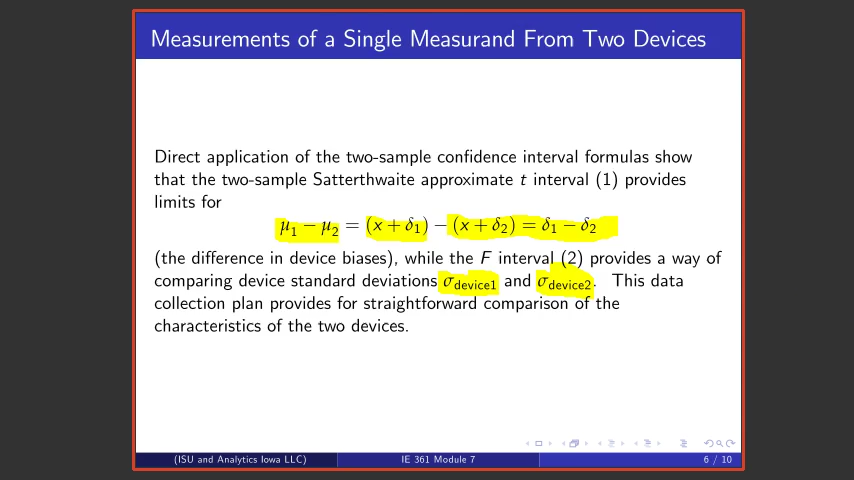 Measurements of a Single Measurand From Two Devices
Direct application of the two-sample confidence interval formulas show
that the two-sample Satterthwaite approximate t interval (1) provides
limits for
μ₁ − μ₂ = (x + δ₁) − (x + δ₂) = δ₁ − δ₂
(the difference in device biases), while the F interval (2) provides a way of
comparing device standard deviations σdevice1 and σdevice2. This data
collection plan provides for straightforward comparison of the
characteristics of the two devices.
(ISU and Analytics Iowa LLC) IE 361 Module 7 6 / 10